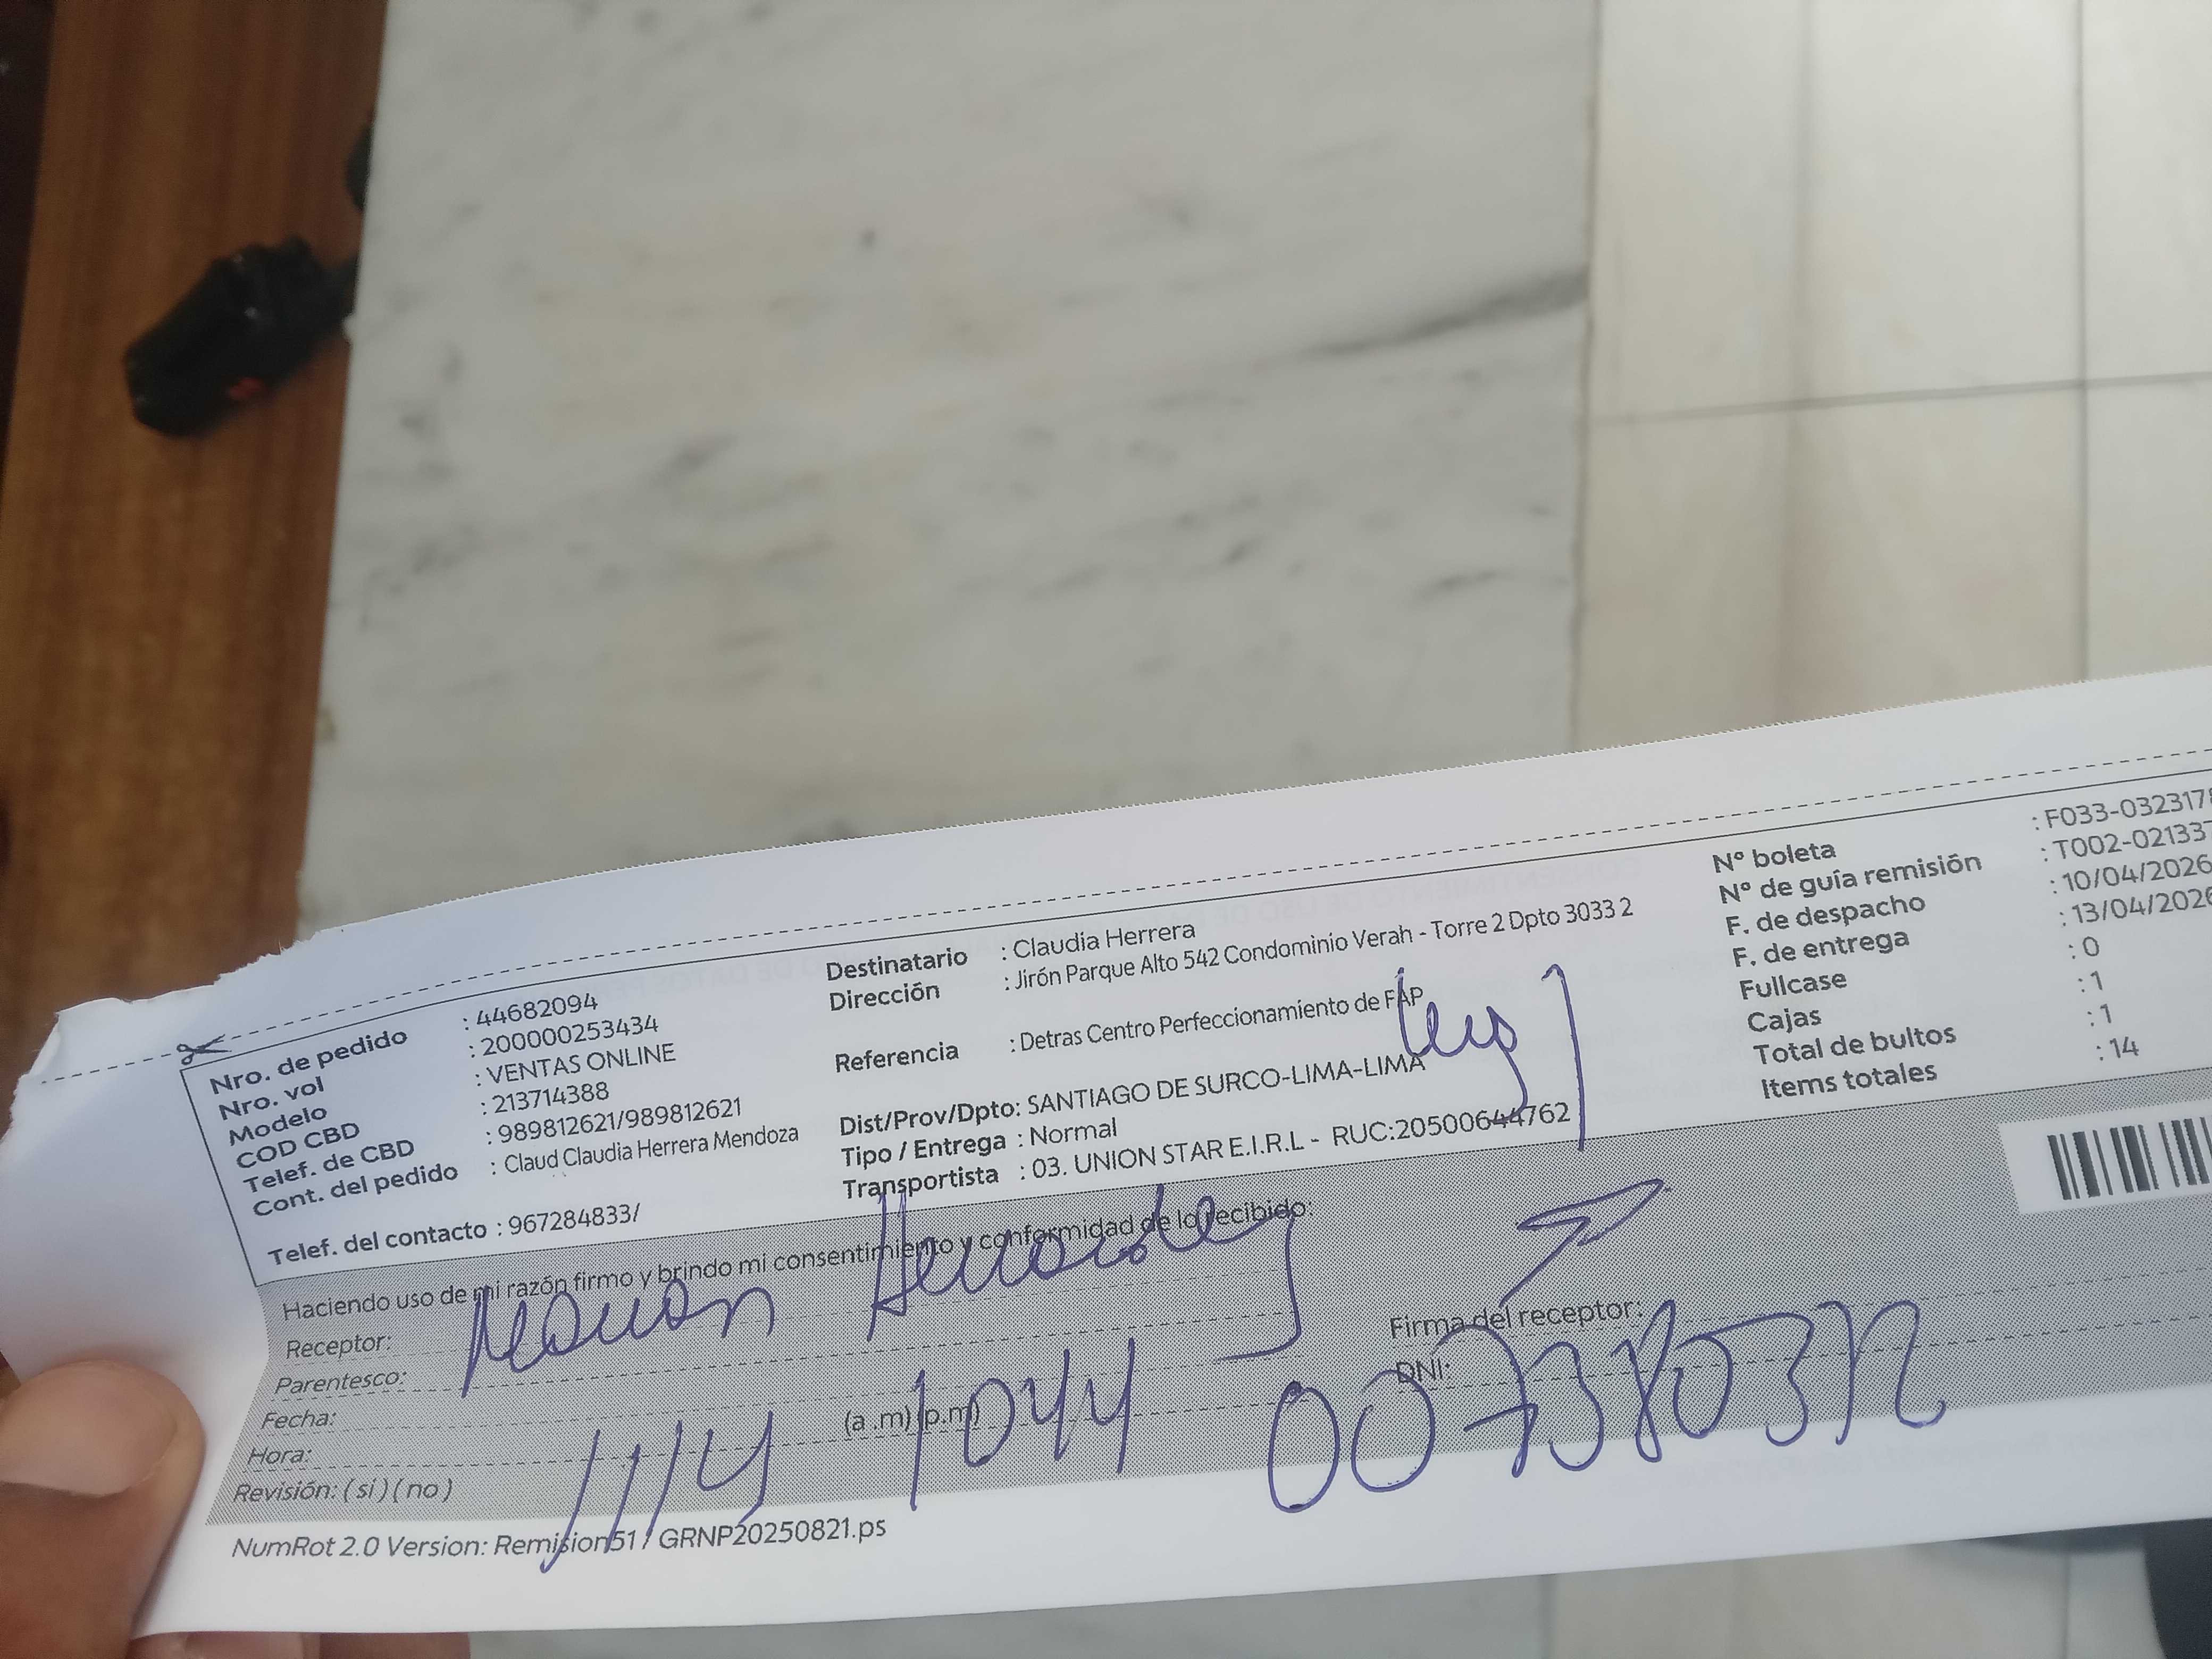 Nro. de pedido : 44682094
Nro. vol : 200000253434
Modelo : VENTAS ONLINE
COD CBD : 213714388
Telef. de CBD : 989812621/989812621
Cont. del pedido : Claud Claudia Herrera Mendoza
Telef. del contacto : 967284833/
Destinatario : Claudia Herrera
Dirección : Jirón Parque Alto 542 Condominio Verah - Torre 2 Dpto 3033 2
Referencia : Detras Centro Perfeccionamiento de FAP
Dist/Prov/Dpto: SANTIAGO DE SURCO-LIMA-LIMA
Tipo / Entrega : Normal
Transportista : 03. UNION STAR E.I.R.L - RUC:20500644762
N° boleta : F033-032317
N° de guía remisión : T002-02133
F. de despacho : 10/04/2026
F. de entrega : 13/04/2026
Fullcase : 0
Cajas : 1
Total de bultos : 1
Items totales : 14
Haciendo uso de mi razón firmo y brindo mi consentimiento y conformidad de lo recibido:
Receptor:
Parentesco:
Fecha:
Hora: (a .m) (p.m) 1044
Revisión: ( si ) ( no )
Firma del receptor:
DNI:
NumRot 2.0 Version: Remision51 / GRNP20250821.ps